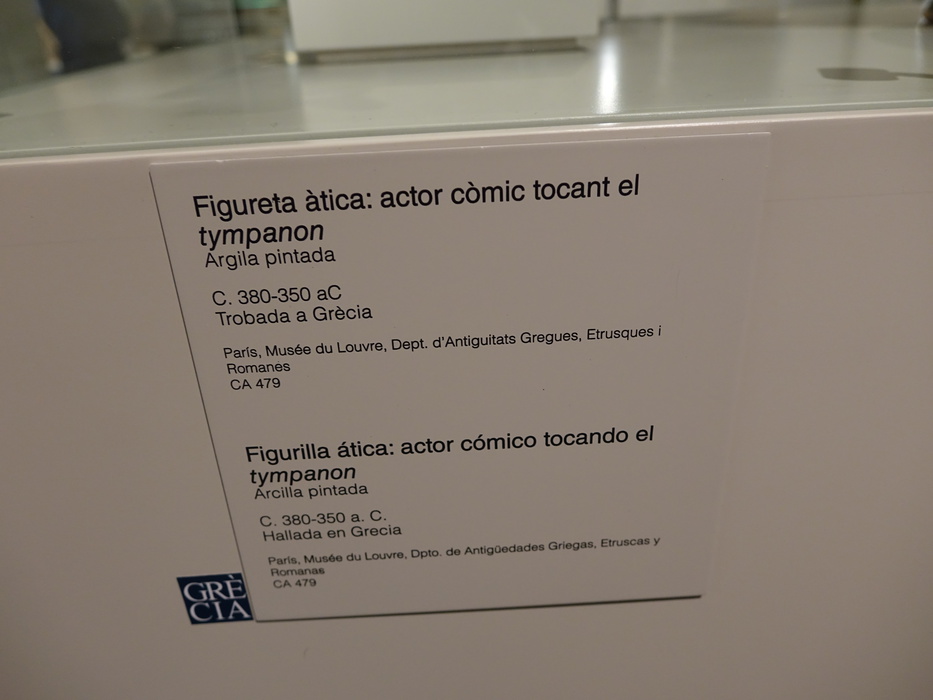 Figureta àtica: actor còmic tocant el
tympanon
Argila pintada
C. 380-350 aC
Trobada a Grècia
París, Musée du Louvre, Dept. d'Antiguitats Gregues, Etrusques i
Romanes
CA 479
Figurilla ática: actor cómico tocando el
tympanon
Arcilla pintada
C. 380-350 a. C.
Hallada en Grecia
París, Musée du Louvre, Dpto. de Antigüedades Griegas, Etruscas y
Romanas
CA 479
GRÈ
CIA